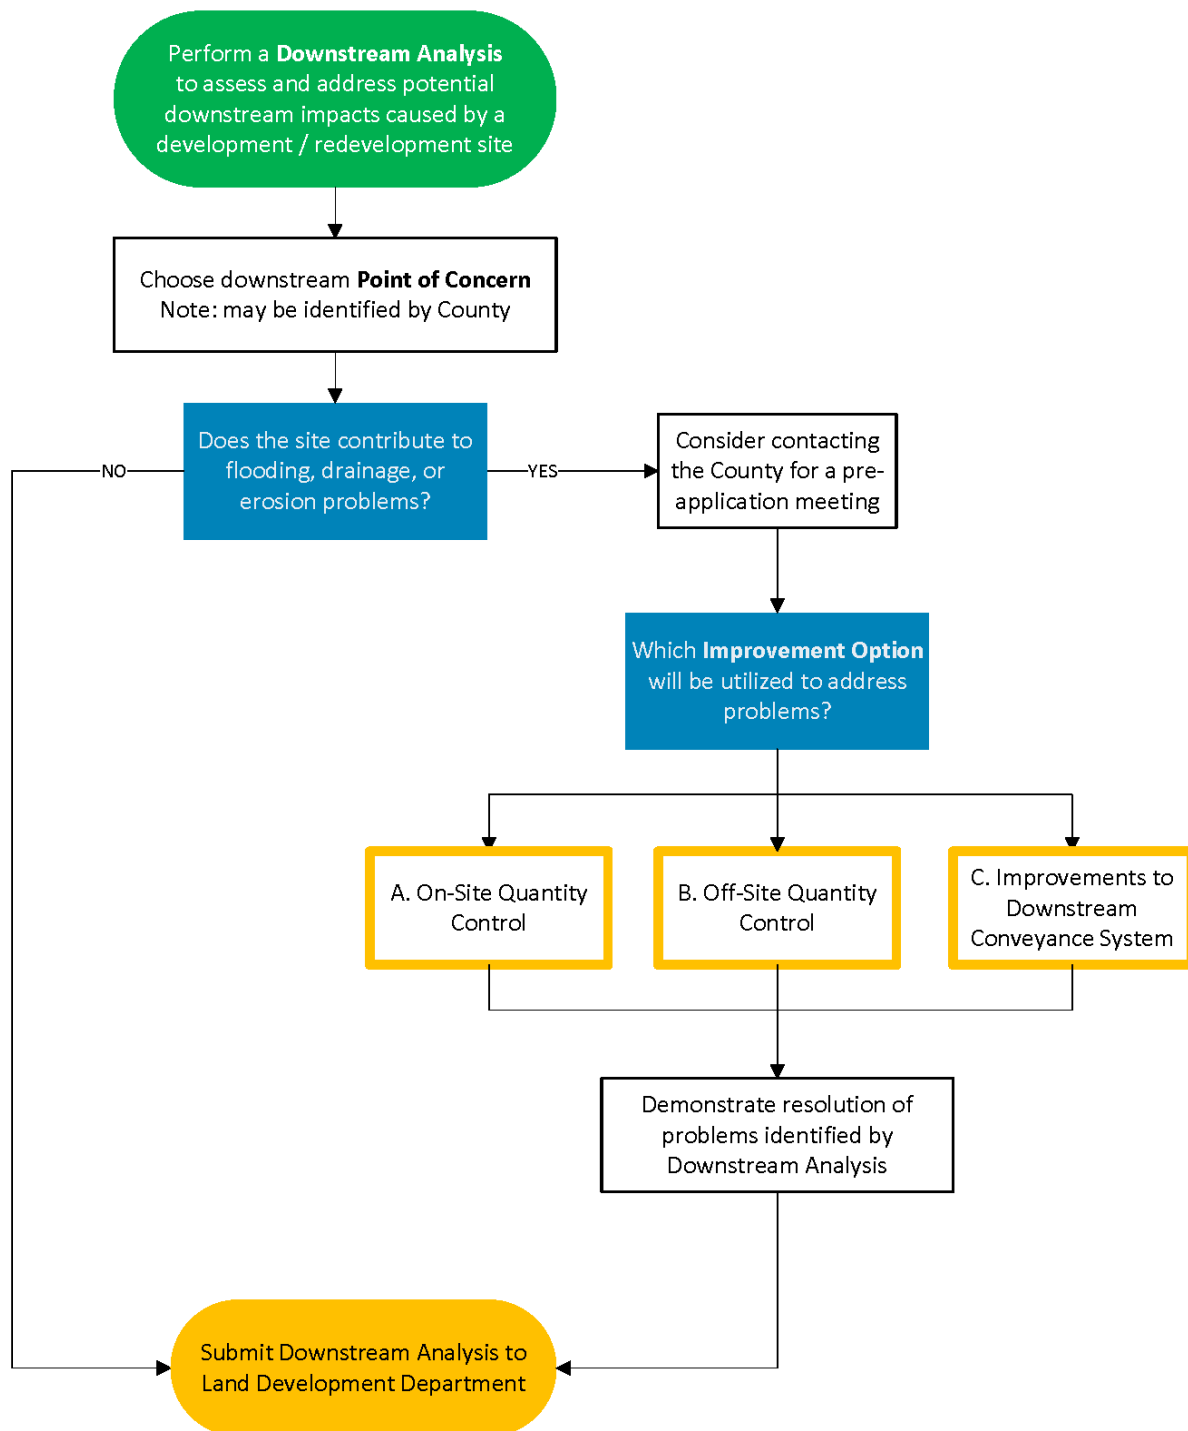 Perform a Downstream Analysis
to assess and address potential
downstream impacts caused by a
development / redevelopment site
Choose downstream Point of Concern
Note: may be identified by County
Does the site contribute to
flooding, drainage, or
erosion problems?
NO
YES
Consider contacting
the County for a pre-
application meeting
Which Improvement Option
will be utilized to address
problems?
A. On-Site Quantity
Control
B. Off-Site Quantity
Control
C. Improvements to
Downstream
Conveyance System
Demonstrate resolution of
problems identified by
Downstream Analysis
Submit Downstream Analysis to
Land Development Department